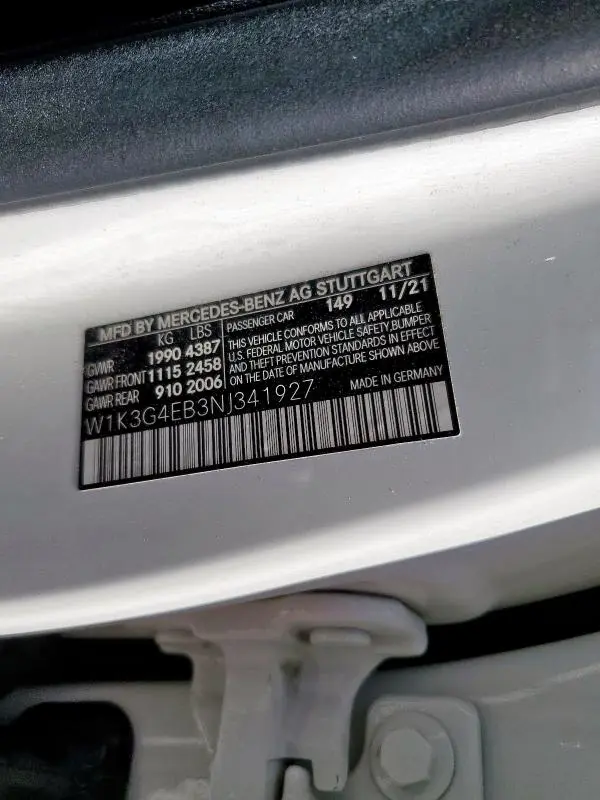 MFD BY MERCEDES-BENZ AG STUTTGART
KG LBS
GVWR 1990 4387
GAWR FRONT 1115 2458
GAWR REAR 910 2006
PASSENGER CAR 149 11/21
THIS VEHICLE CONFORMS TO ALL APPLICABLE
U.S. FEDERAL MOTOR VEHICLE SAFETY, BUMPER
AND THEFT PREVENTION STANDARDS IN EFFECT
ON THE DATE OF MANUFACTURE SHOWN ABOVE
W1K3G4EB3NJ341927
MADE IN GERMANY